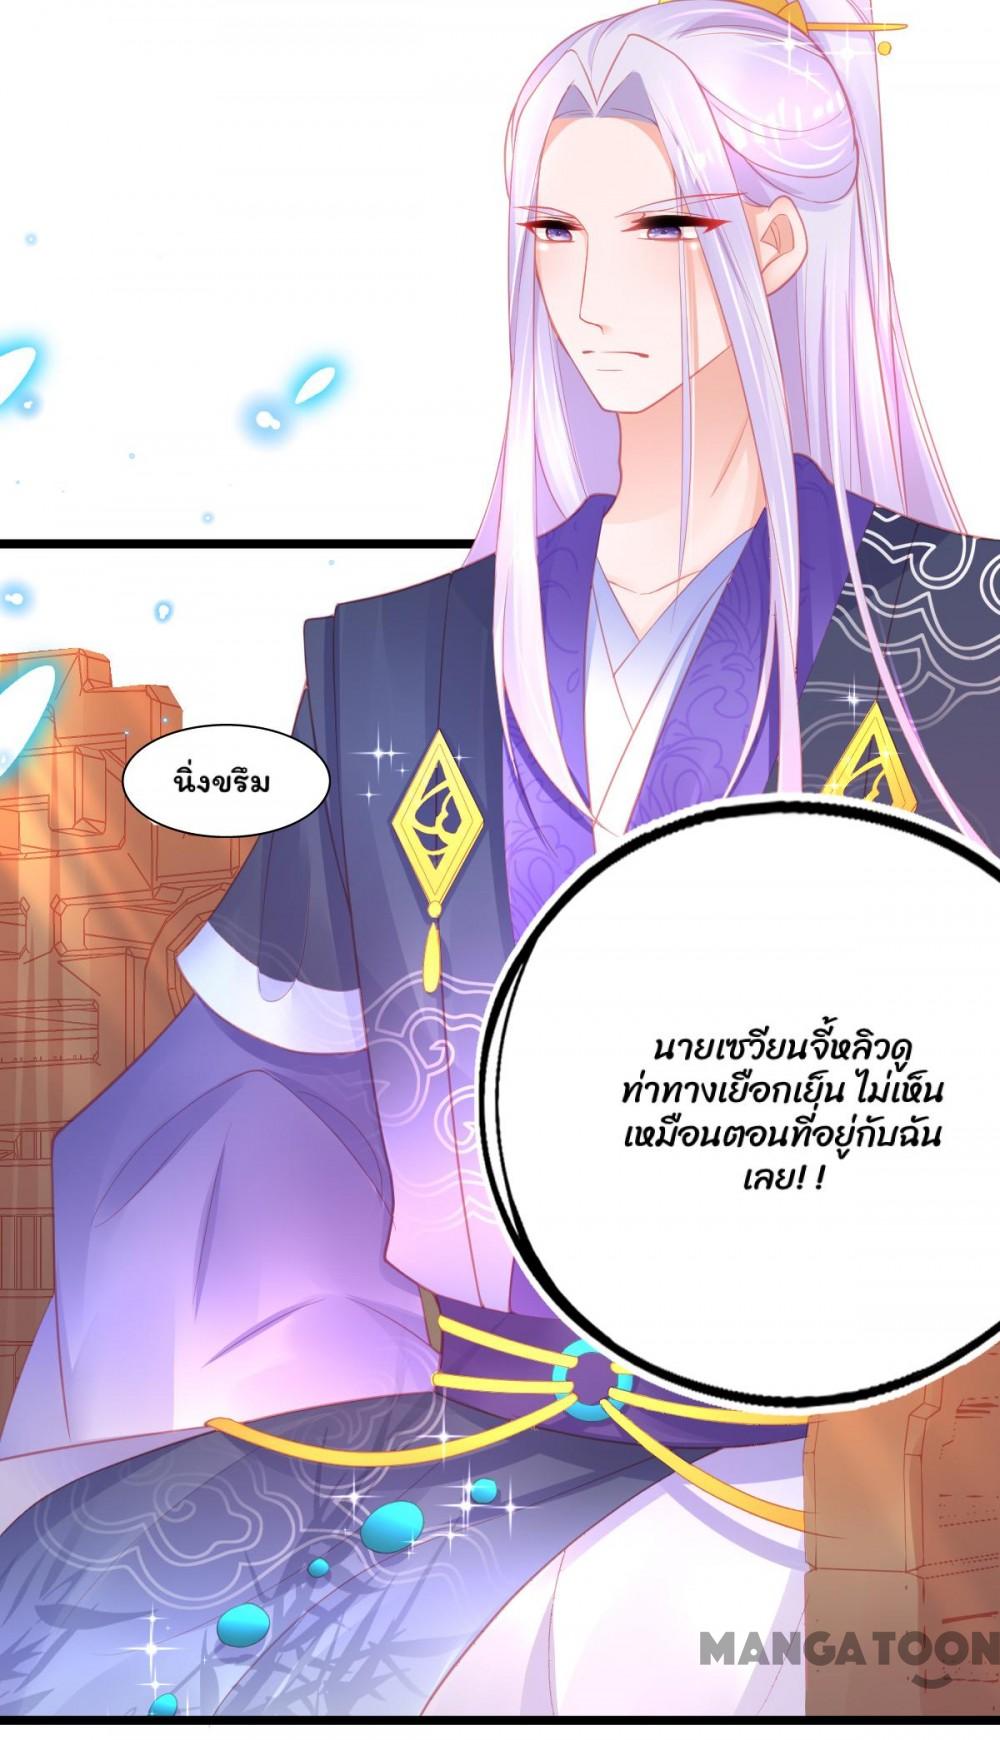 นิ่งขรึม
นายเซวียนจี้หลิวดู
ท่าทางเยือกเย็น ไม่เห็น
เหมือนตอนที่อยู่กับฉัน
เลย! !
MANGATOON